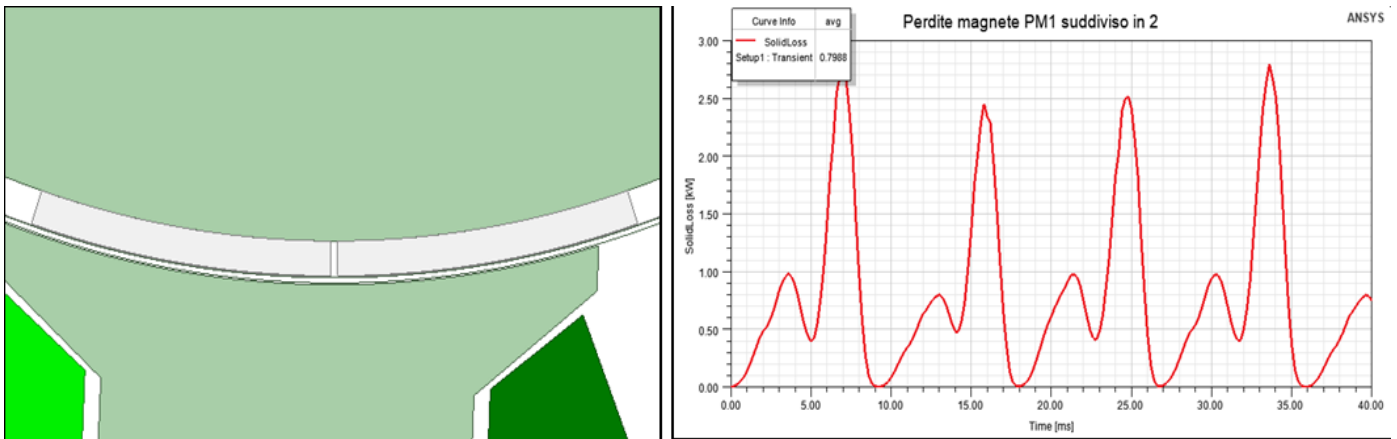 Perdite magnete PM1 suddiviso in 2
ANSYS
Curve Info avg
SolidLoss
Setup1 : Transient 0.7988
3.00
2.50
2.00
1.50
1.00
0.50
0.00
SolidLoss [kW]
0.00 5.00 10.00 15.00 20.00 25.00 30.00 35.00 40.00
Time [ms]